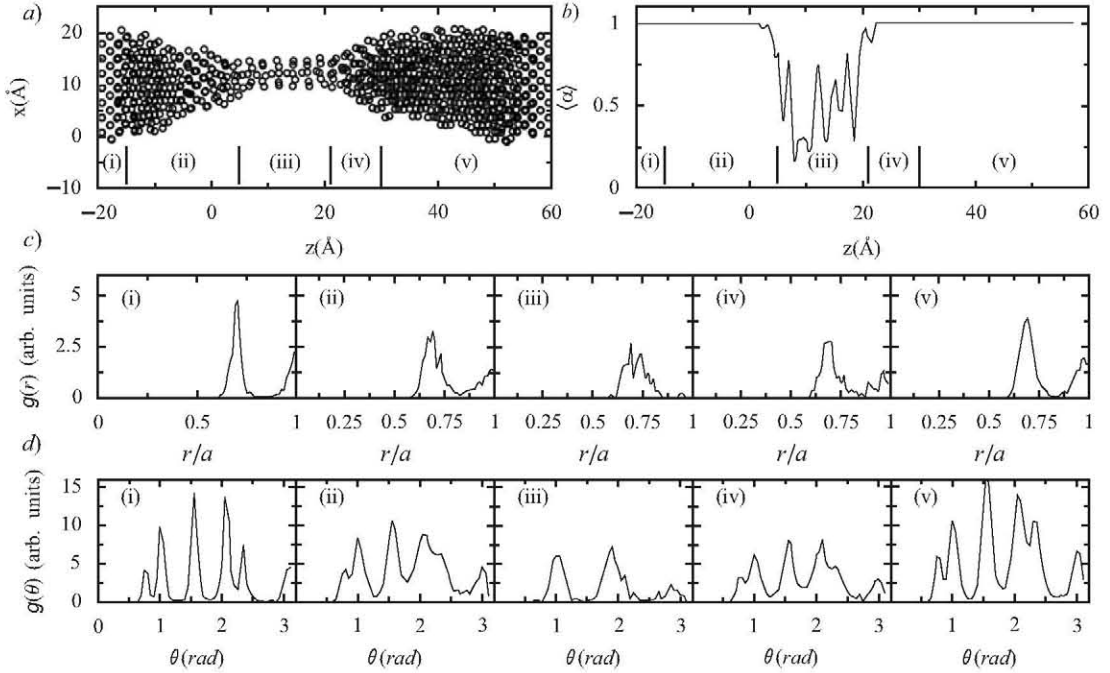 a)
20
10
0
−10
x(Å)
(i) (ii) (iii) (iv) (v)
−20 0 20 40 60
z(Å)
b)
1
0.5
0
⟨α⟩
(i) (ii) (iii) (iv) (v)
−20 0 20 40 60
z(Å)
c)
5
2.5
0
g(r) (arb. units)
(i) (ii) (iii) (iv) (v)
0.5 1
0.25 0.5 0.75 1
0.25 0.5 0.75 1
0.25 0.5 0.75 1
0.25 0.5 0.75 1
r/a r/a r/a r/a r/a
d)
15
10
5
0
g(θ) (arb. units)
(i) (ii) (iii) (iv) (v)
0 1 2 3
1 2 3
1 2 3
1 2 3
1 2 3
θ(rad) θ(rad) θ(rad) θ(rad) θ(rad)